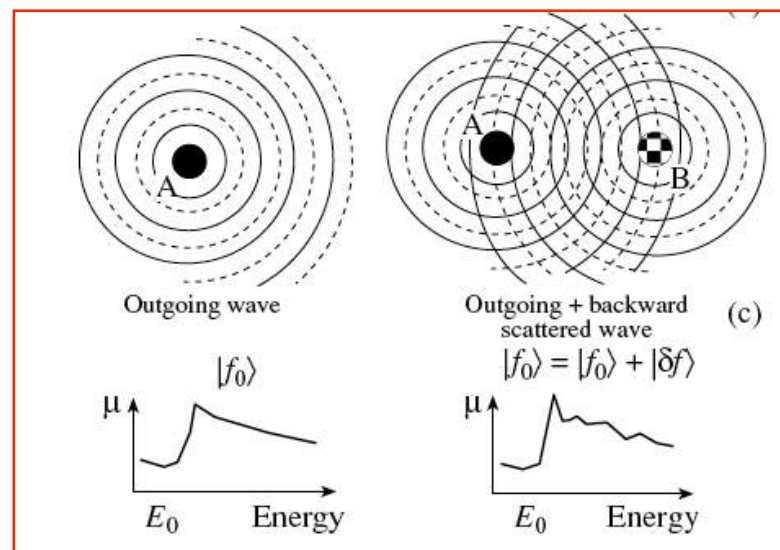 A
A
B
Outgoing wave
Outgoing + backward
scattered wave
(c)
|f₀⟩
|f₀⟩ = |f₀⟩ + |δf⟩
μ
E₀
Energy
μ
E₀
Energy